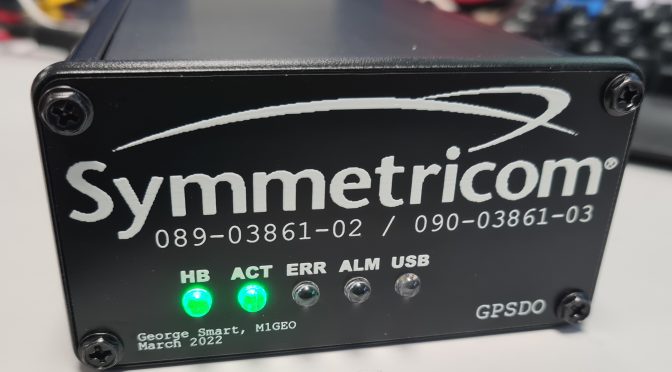 Symmetricom®
089-03861-02 / 090-03861-03
HB ACT ERR ALM USB
GPSDO
George Smart, M1GEO
March 2022